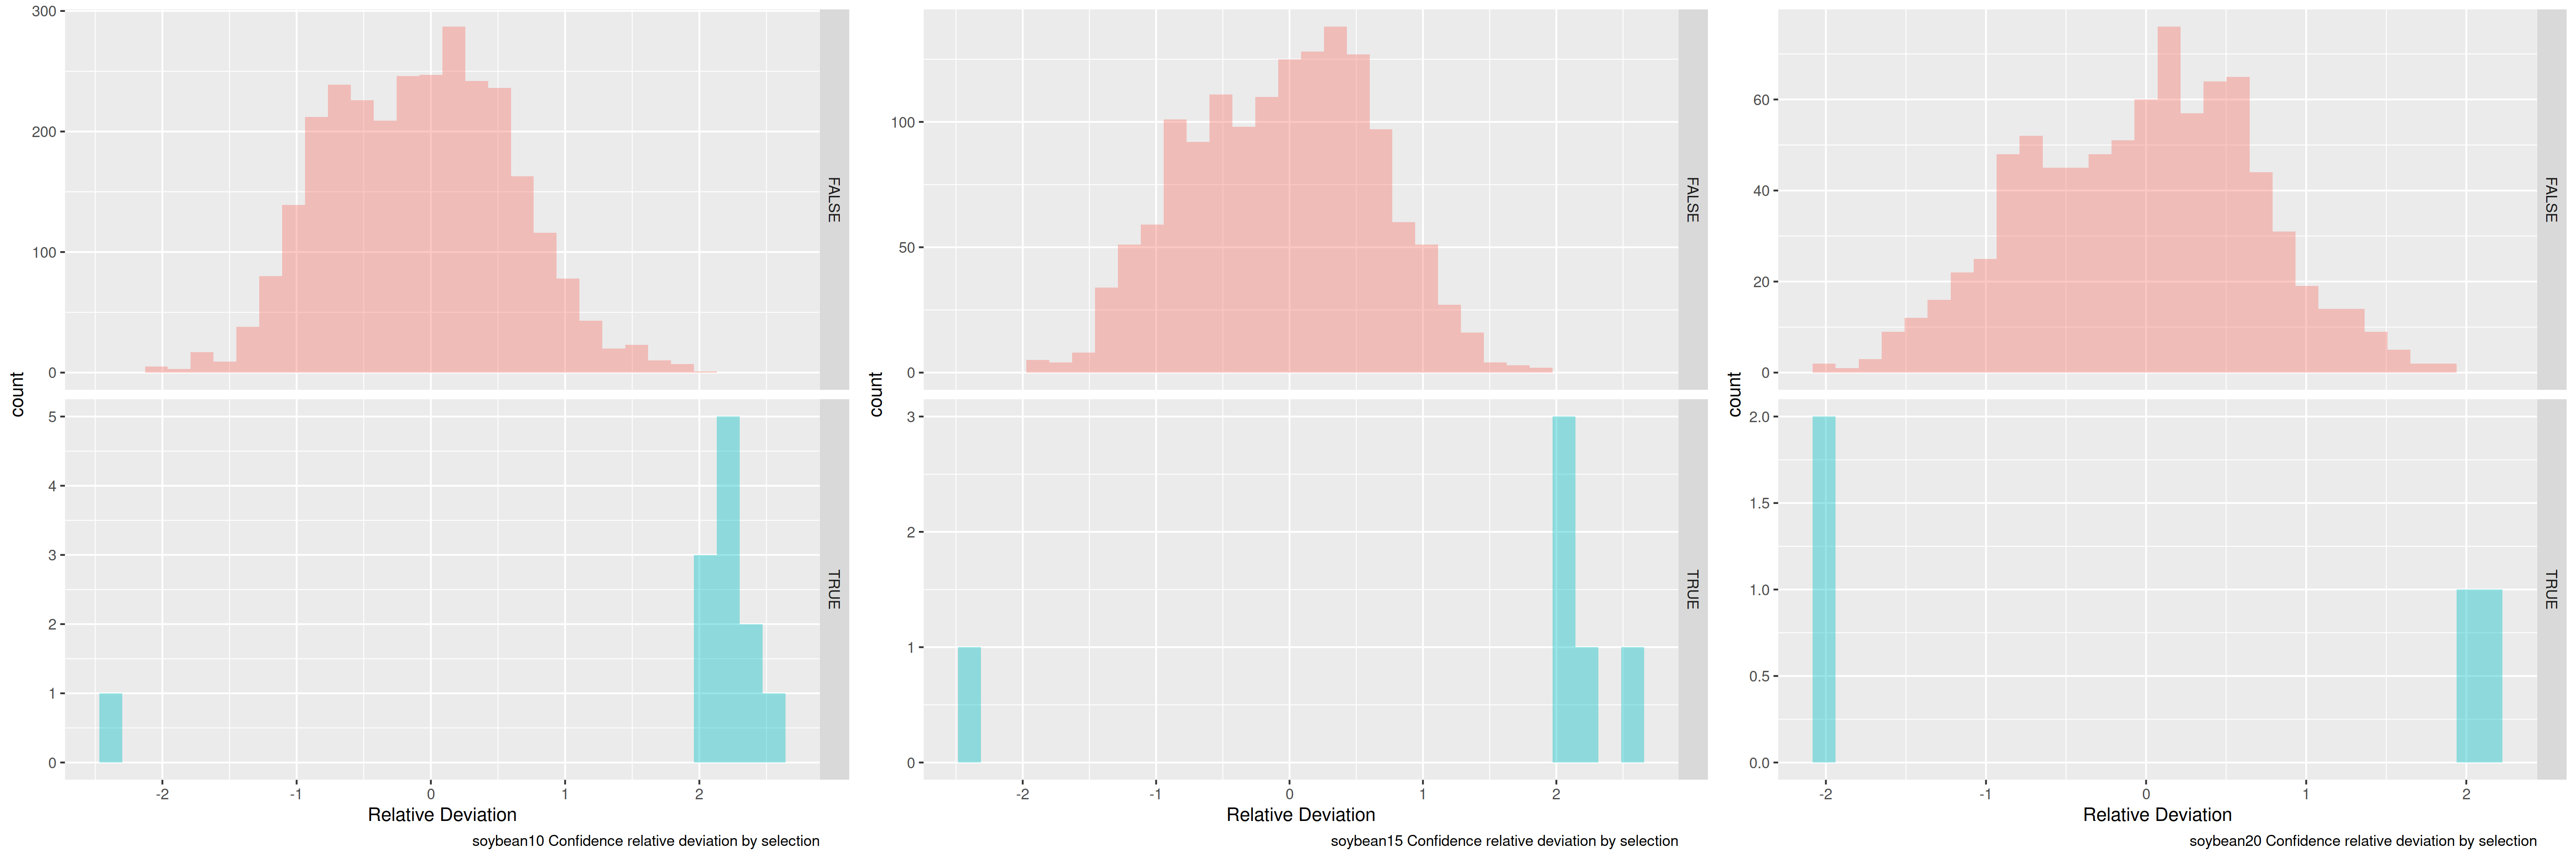 count
300
200
100
0
FALSE
5
4
3
2
1
0
TRUE
-2 -1 0 1 2
Relative Deviation
soybean10 Confidence relative deviation by selection
count
100
50
0
FALSE
3
2
1
0
TRUE
-2 -1 0 1 2
Relative Deviation
soybean15 Confidence relative deviation by selection
count
60
40
20
0
FALSE
2.0
1.5
1.0
0.5
0.0
TRUE
-2 -1 0 1 2
Relative Deviation
soybean20 Confidence relative deviation by selection